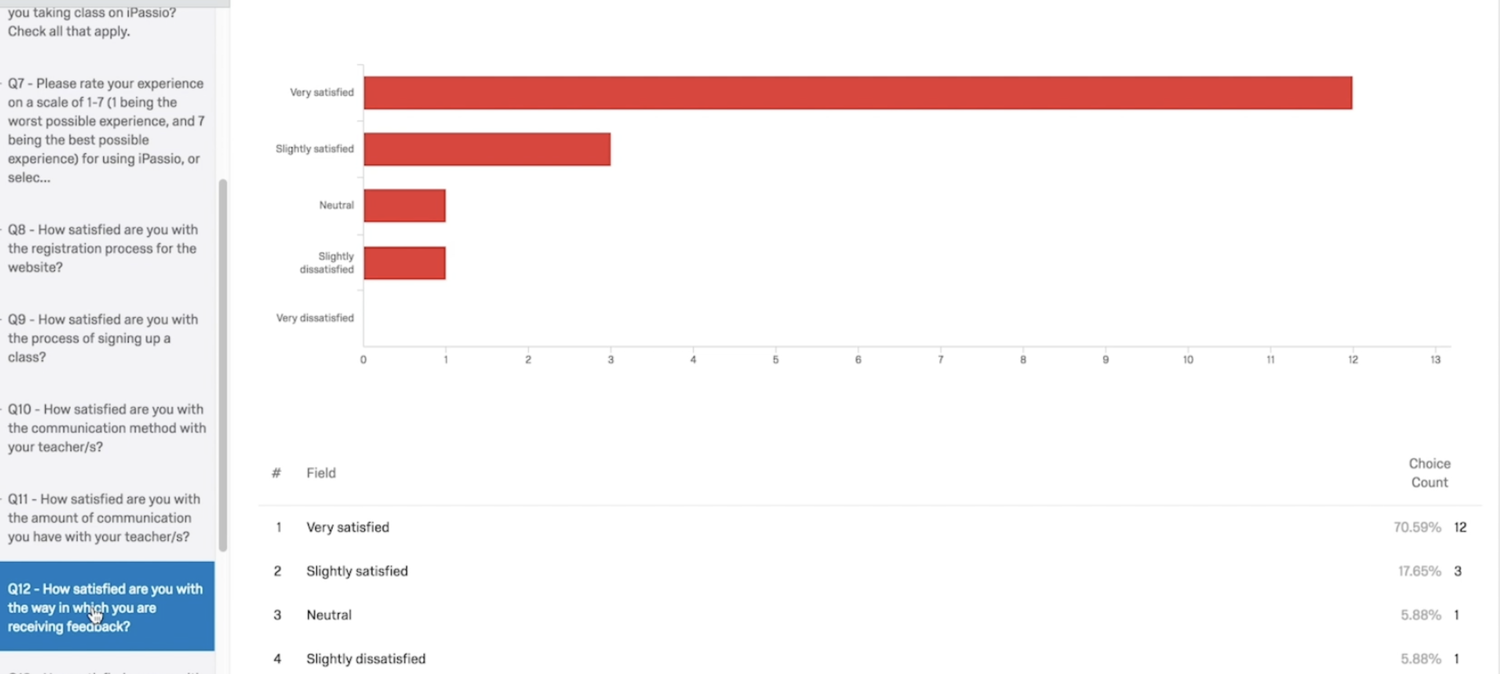 you taking class on iPassio?
Check all that apply.
Q7 - Please rate your experience
on a scale of 1-7 (1 being the
worst possible experience, and 7
being the best possible
experience) for using iPassio, or
selec...
Q8 - How satisfied are you with
the registration process for the
website?
Q9 - How satisfied are you with
the process of signing up a
class?
Q10 - How satisfied are you with
the communication method with
your teacher/s?
Q11 - How satisfied are you with
the amount of communication
you have with your teacher/s?
Q12 - How satisfied are you with
the way in which you are
receiving feedback?
Very satisfied
Slightly satisfied
Neutral
Slightly
dissatisfied
Very dissatisfied
0 1 2 3 4 5 6 7 8 9 10 11 12 13
# Field Choice
Count
1 Very satisfied 70.59% 12
2 Slightly satisfied 17.65% 3
3 Neutral 5.88% 1
4 Slightly dissatisfied 5.88% 1